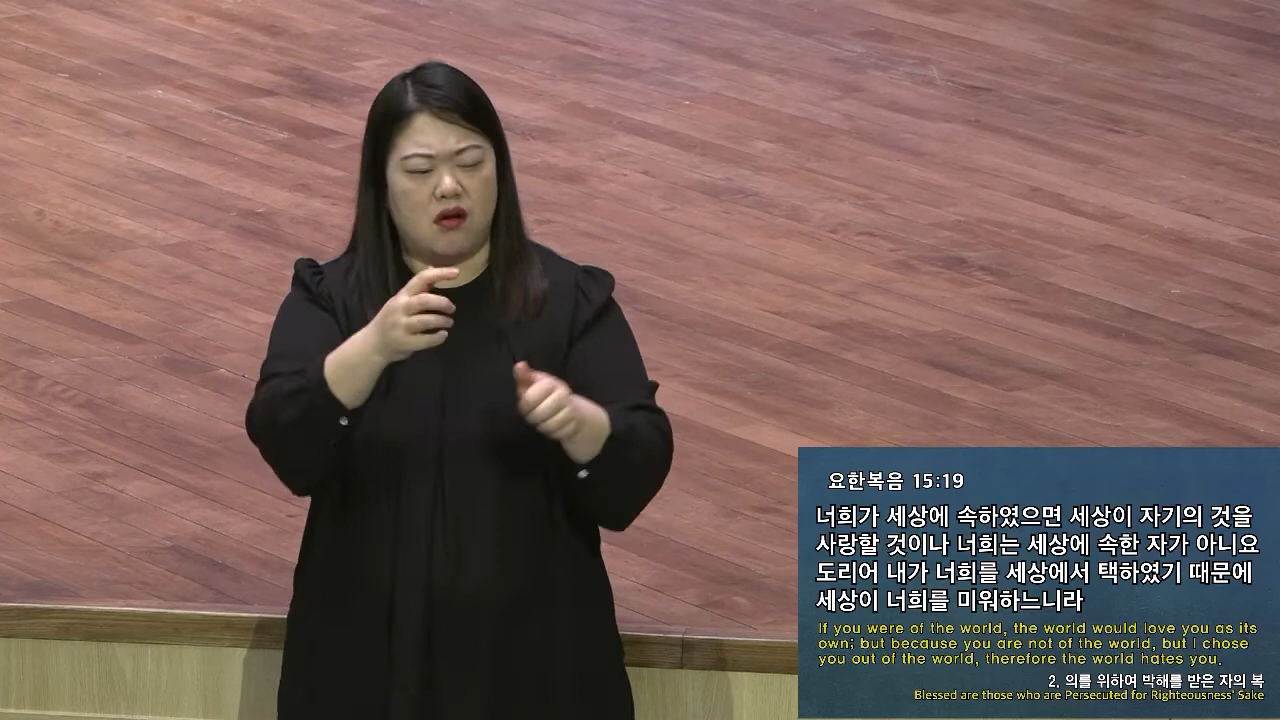 요한복음 15:19
너희가 세상에 속하였으면 세상이 자기의 것을
사랑할 것이나 너희는 세상에 속한 자가 아니요
도리어 내가 너희를 세상에서 택하였기 때문에
세상이 너희를 미워하느니라
If you were of the world, the world would love you as its
own; but because you are not of the world, but I chose
you out of the world, therefore the world hates you.
2. 의를 위하여 박해를 받은 자의 복
Blessed are those who are Persecuted for Righteousness' Sake